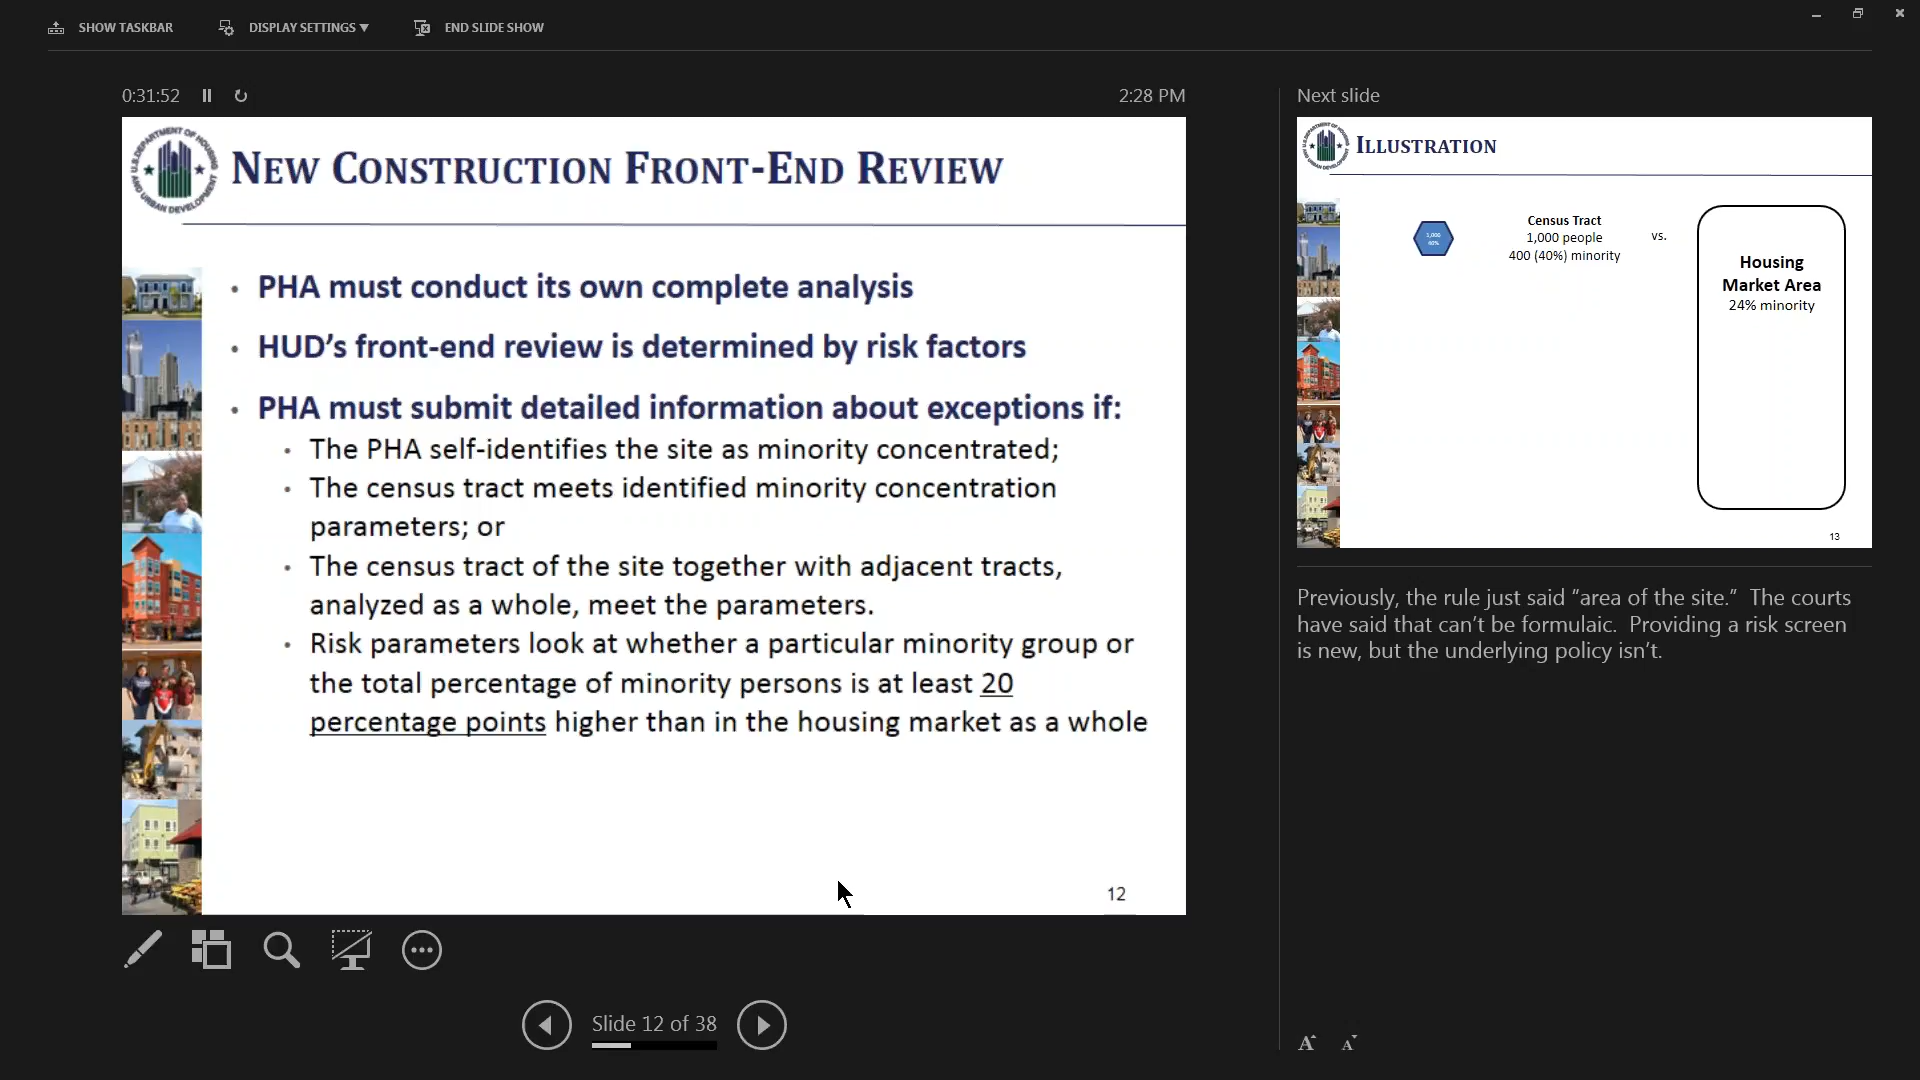 SHOW TASKBAR
DISPLAY SETTINGS
END SLIDE SHOW
0:31:52
2:28 PM
U.S. DEPARTMENT OF HOUSING
AND URBAN DEVELOPMENT
NEW CONSTRUCTION FRONT-END REVIEW
• PHA must conduct its own complete analysis
• HUD’s front-end review is determined by risk factors
• PHA must submit detailed information about exceptions if:
• The PHA self-identifies the site as minority concentrated;
• The census tract meets identified minority concentration
parameters; or
• The census tract of the site together with adjacent tracts,
analyzed as a whole, meet the parameters.
• Risk parameters look at whether a particular minority group or
the total percentage of minority persons is at least 20
percentage points higher than in the housing market as a whole
12
Slide 12 of 38
Next slide
ILLUSTRATION
Census Tract
1,000 people
400 (40%) minority
vs.
Housing
Market Area
24% minority
13
Previously, the rule just said “area of the site.”  The courts
have said that can’t be formulaic.  Providing a risk screen
is new, but the underlying policy isn’t.
A A